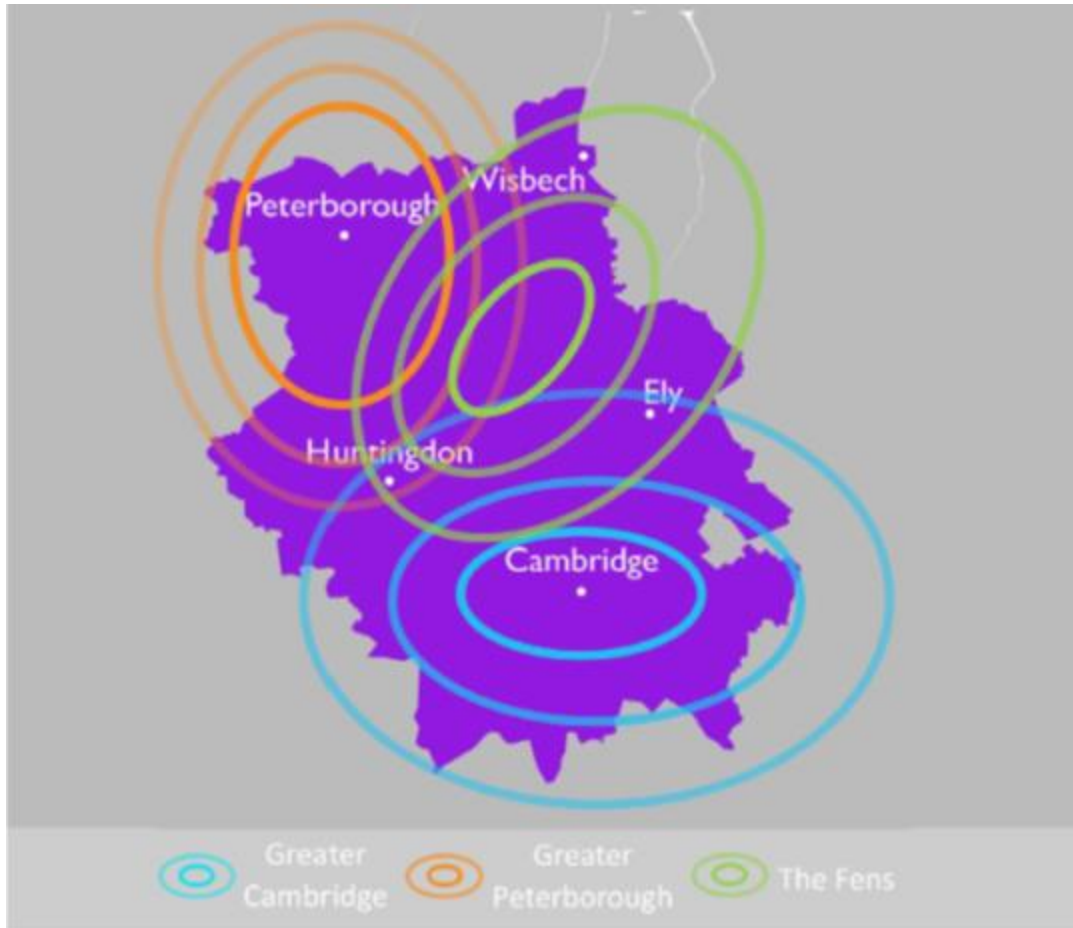 Wisbech
Peterborough
Ely
Huntingdon
Cambridge
Greater
Cambridge
Greater
Peterborough
The Fens